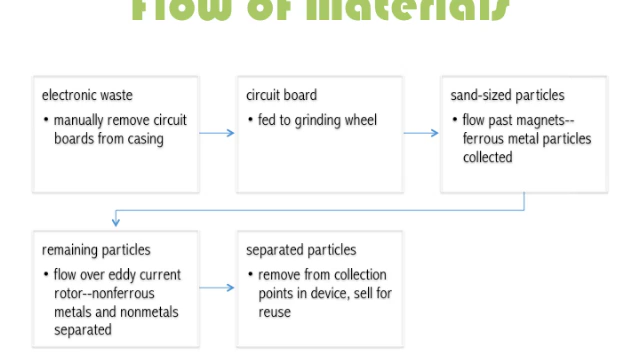 Flow of Materials
electronic waste
• manually remove circuit
boards from casing
circuit board
• fed to grinding wheel
sand-sized particles
• flow past magnets--
ferrous metal particles
collected
remaining particles
• flow over eddy current
rotor--nonferrous
metals and nonmetals
separated
separated particles
• remove from collection
points in device, sell for
reuse